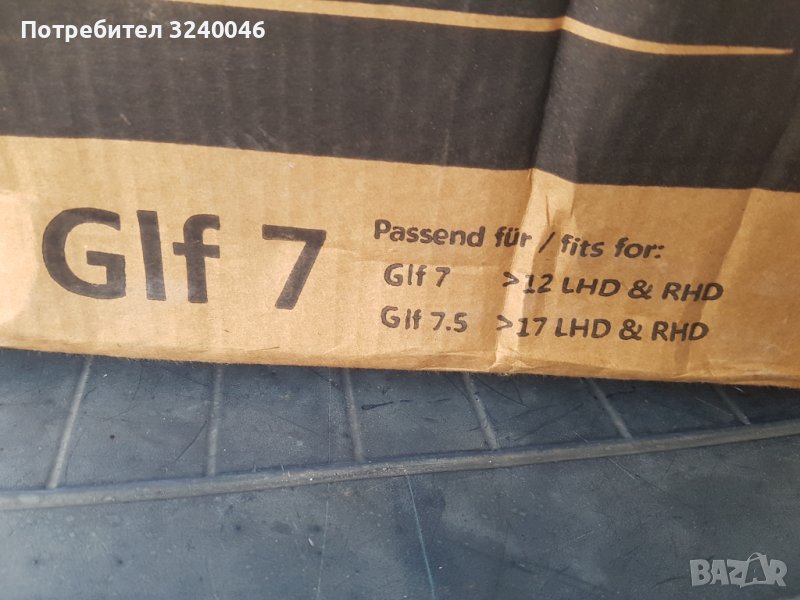 Потребител 3240046
Glf 7
Passend für / fits for:
Glf 7 >12 LHD & RHD
Glf 7.5 >17 LHD & RHD
BAZAR